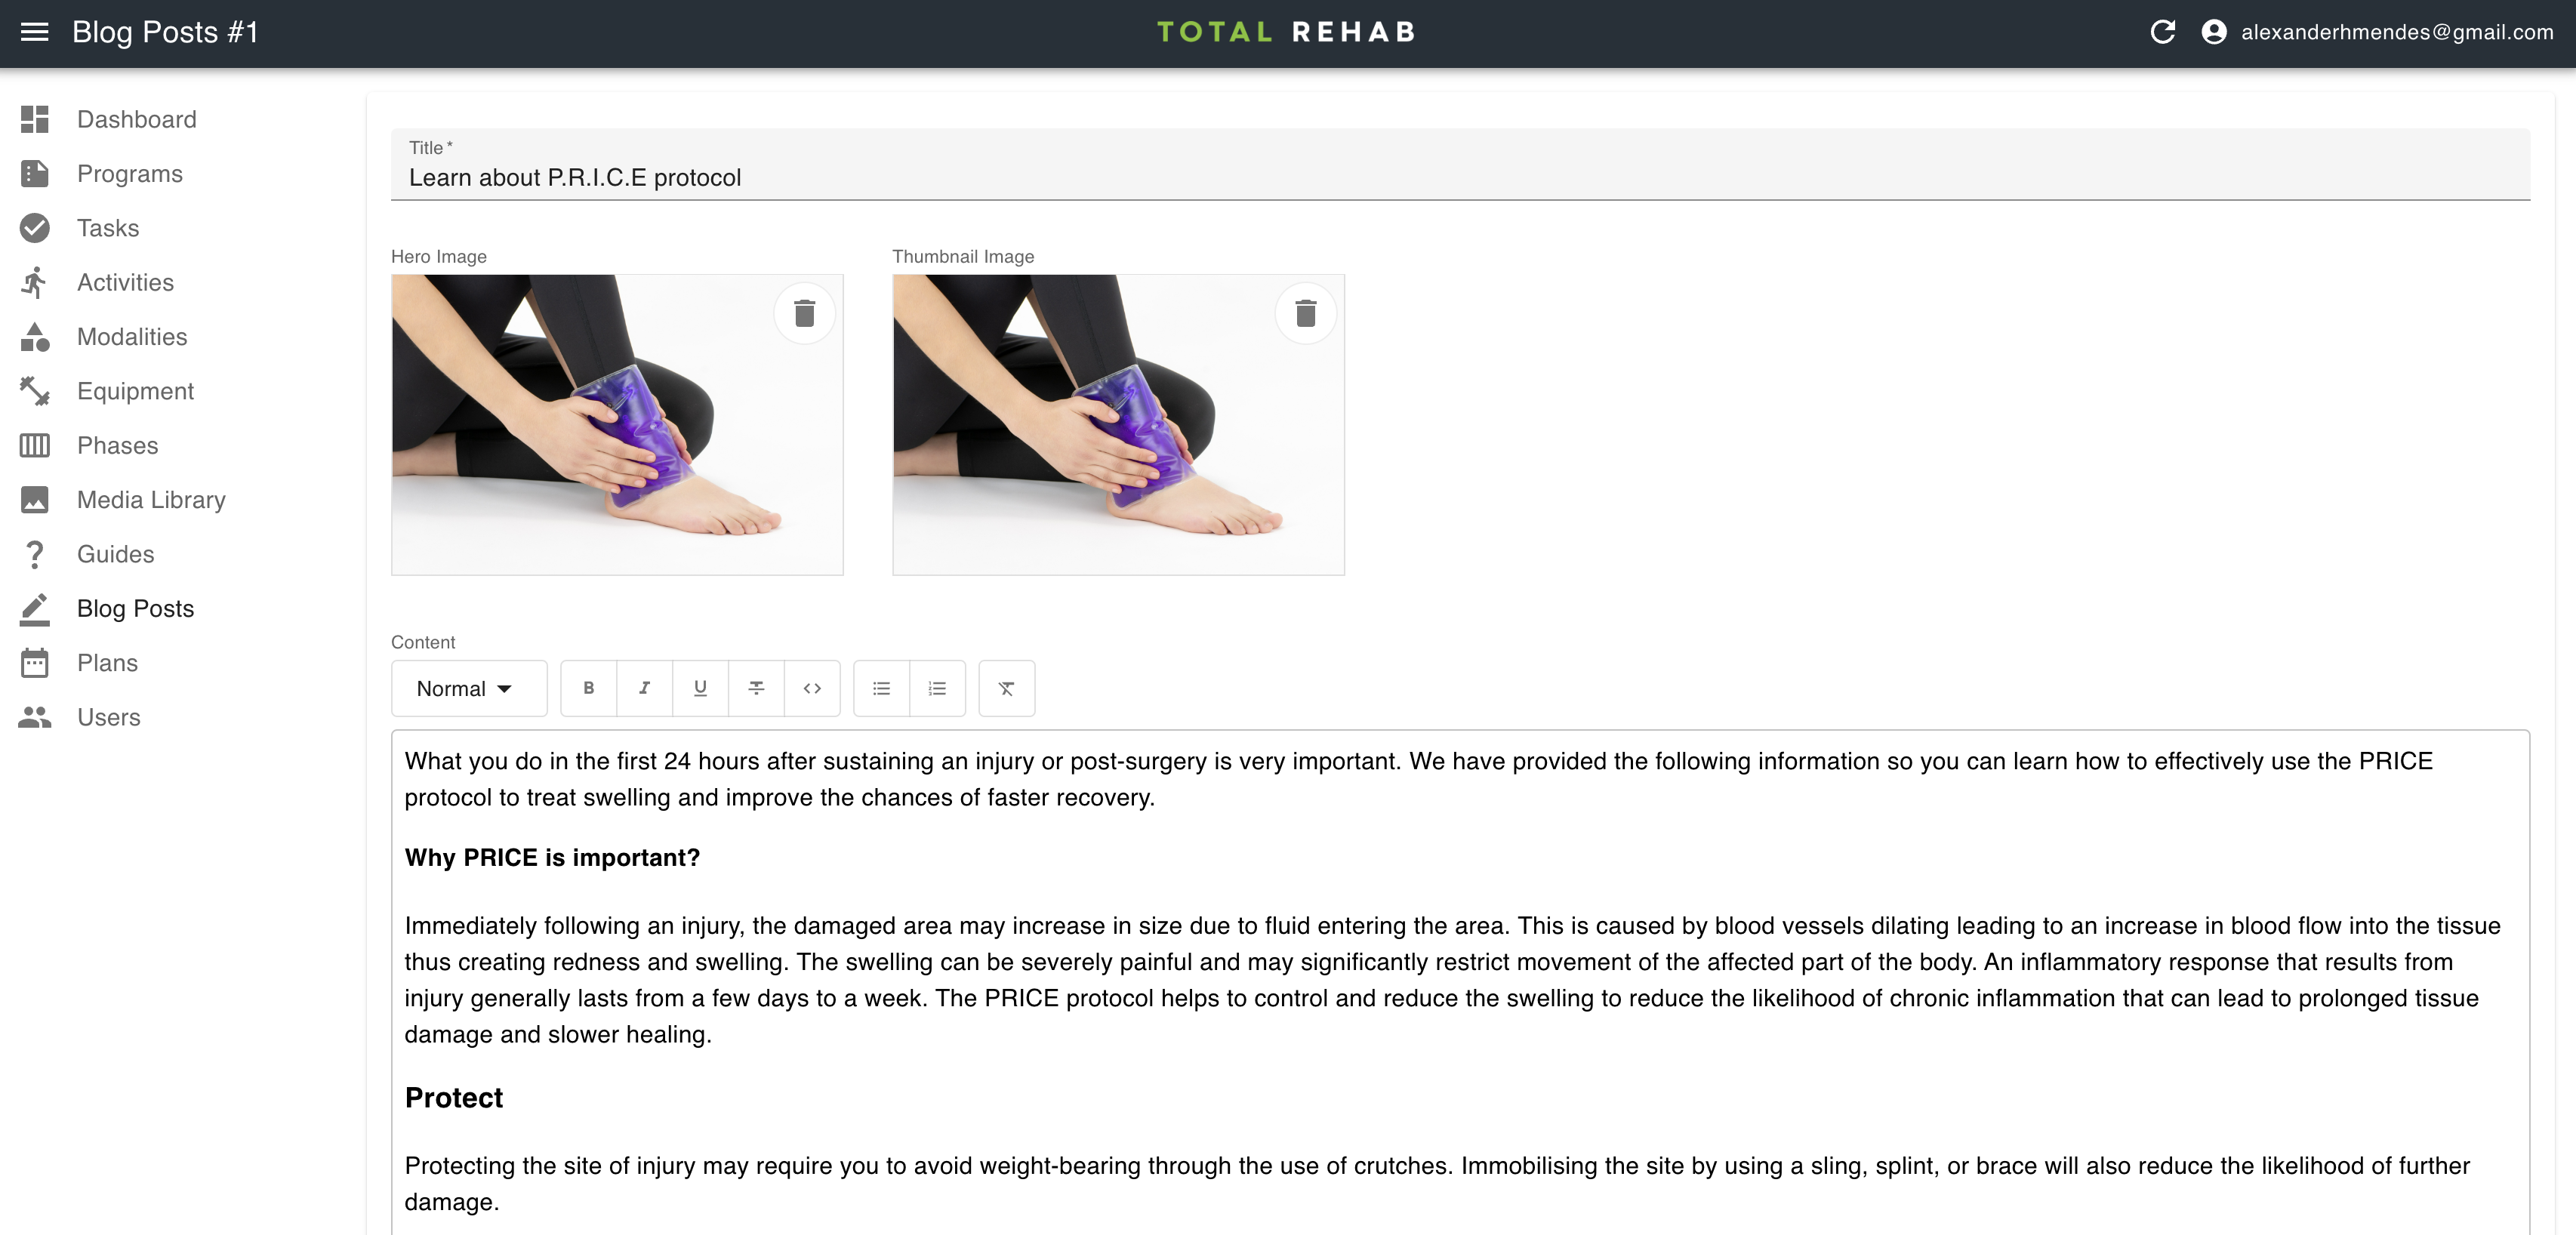 Blog Posts #1
TOTAL REHAB
alexanderhmendes@gmail.com
Dashboard
Programs
Tasks
Activities
Modalities
Equipment
Phases
Media Library
Guides
Blog Posts
Plans
Users
Title *
Learn about P.R.I.C.E protocol
Hero Image
Thumbnail Image
Content
Normal
B I U
What you do in the first 24 hours after sustaining an injury or post-surgery is very important. We have provided the following information so you can learn how to effectively use the PRICE
protocol to treat swelling and improve the chances of faster recovery.
Why PRICE is important?
Immediately following an injury, the damaged area may increase in size due to fluid entering the area. This is caused by blood vessels dilating leading to an increase in blood flow into the tissue
thus creating redness and swelling. The swelling can be severely painful and may significantly restrict movement of the affected part of the body. An inflammatory response that results from
injury generally lasts from a few days to a week. The PRICE protocol helps to control and reduce the swelling to reduce the likelihood of chronic inflammation that can lead to prolonged tissue
damage and slower healing.
Protect
Protecting the site of injury may require you to avoid weight-bearing through the use of crutches. Immobilising the site by using a sling, splint, or brace will also reduce the likelihood of further
damage.